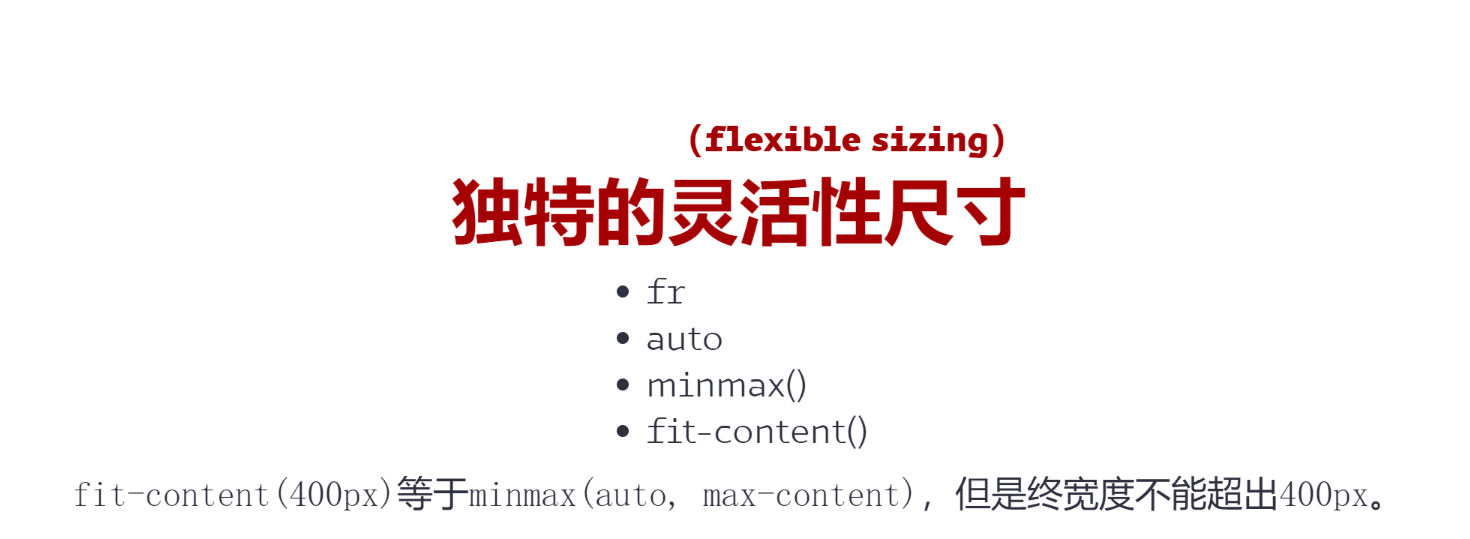 (flexible sizing)
独特的灵活性尺寸
• fr
• auto
• minmax()
• fit-content()
fit-content(400px)等于minmax(auto, max-content)，但是终宽度不能超出400px。